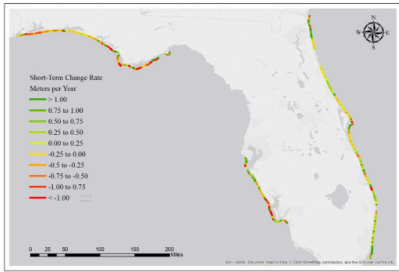 N
W E
S
Short-Term Change Rate
Meters per Year
> 1.00
0.75 to 1.00
0.50 to 0.75
0.25 to 0.50
0.00 to 0.25
-0.25 to 0.00
-0.5 to -0.25
-0.75 to -0.50
-1.00 to 0.75
< -1.00
0 25 50 100 150 200
Miles